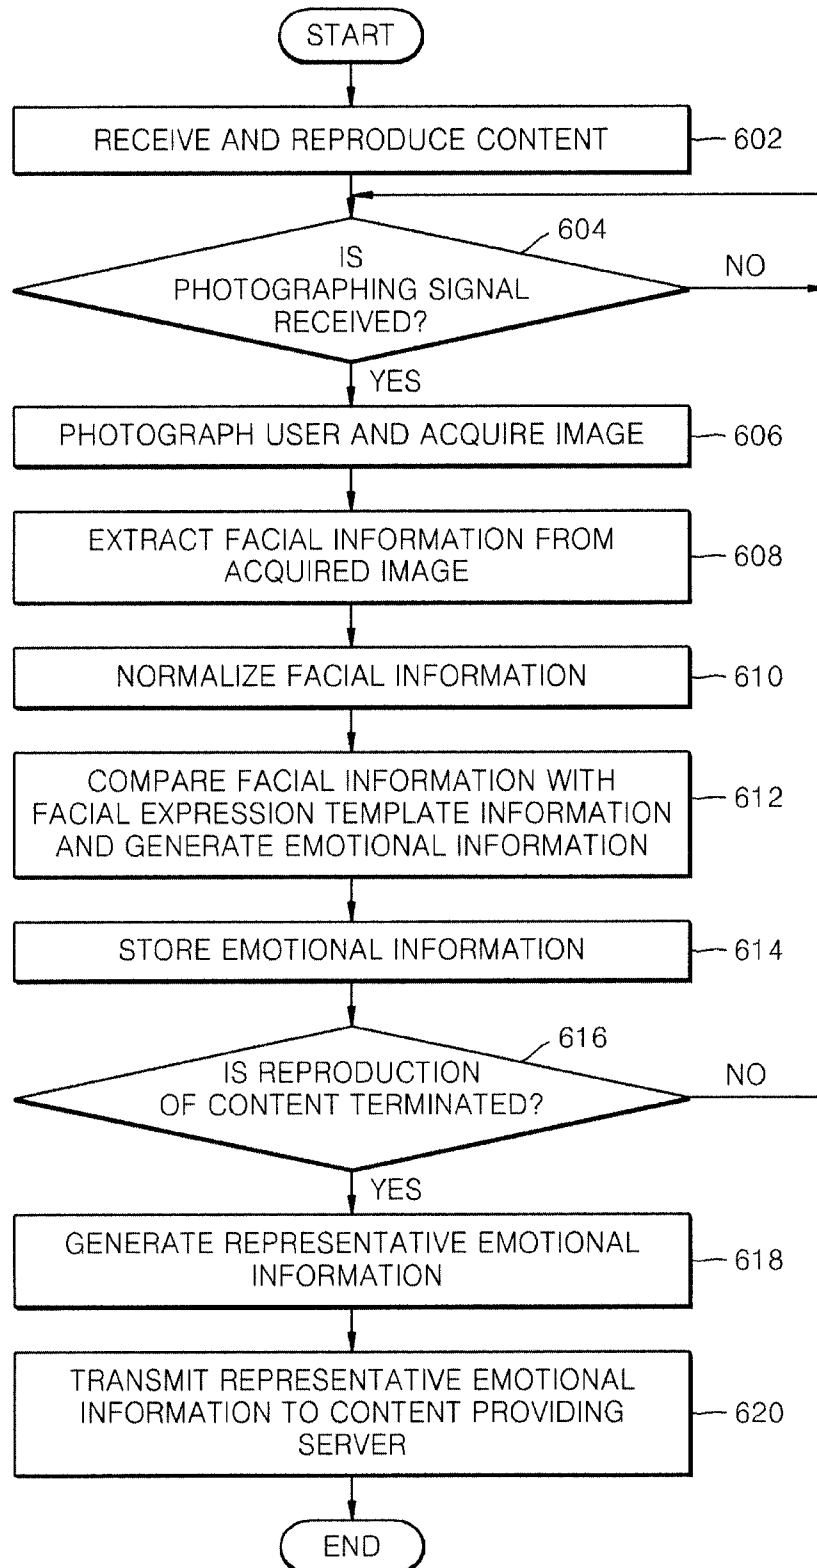 START
RECEIVE AND REPRODUCE CONTENT
602
604
IS
PHOTOGRAPHING SIGNAL
RECEIVED?
NO
YES
PHOTOGRAPH USER AND ACQUIRE IMAGE
606
EXTRACT FACIAL INFORMATION FROM
ACQUIRED IMAGE
608
NORMALIZE FACIAL INFORMATION
610
COMPARE FACIAL INFORMATION WITH
FACIAL EXPRESSION TEMPLATE INFORMATION
AND GENERATE EMOTIONAL INFORMATION
612
STORE EMOTIONAL INFORMATION
614
616
IS REPRODUCTION
OF CONTENT TERMINATED?
NO
YES
GENERATE REPRESENTATIVE EMOTIONAL
INFORMATION
618
TRANSMIT REPRESENTATIVE EMOTIONAL
INFORMATION TO CONTENT PROVIDING
SERVER
620
END